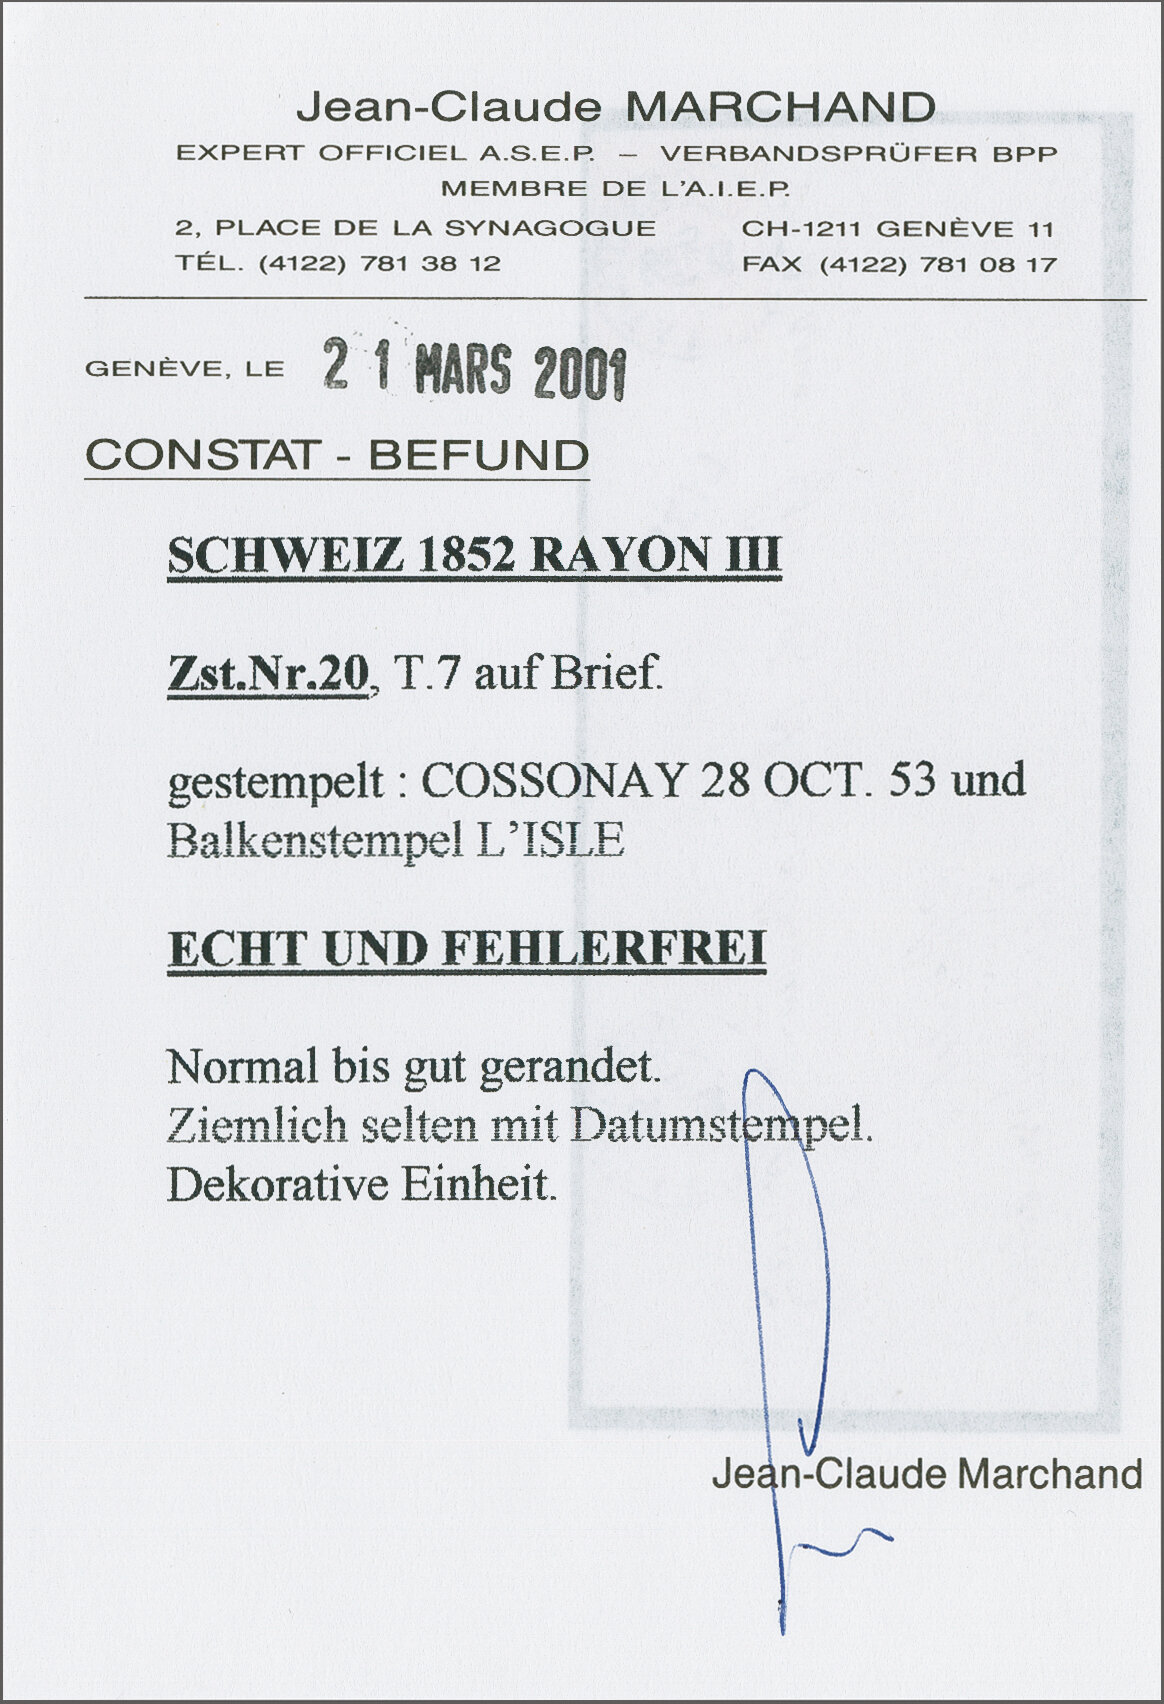 Jean-Claude MARCHAND
EXPERT OFFICIEL A.S.E.P. – VERBANDSPRÜFER BPP
MEMBRE DE L'A.I.E.P.
2, PLACE DE LA SYNAGOGUE CH-1211 GENÈVE 11
TÉL. (4122) 781 38 12 FAX (4122) 781 08 17
GENÈVE, LE 21 MARS 2001
CONSTAT - BEFUND
SCHWEIZ 1852 RAYON III
Zst.Nr.20, T.7 auf Brief.
gestempelt : COSSONAY 28 OCT. 53 und
Balkenstempel L'ISLE
ECHT UND FEHLERFREI
Normal bis gut gerandet.
Ziemlich selten mit Datumstempel.
Dekorative Einheit.
Jean-Claude Marchand